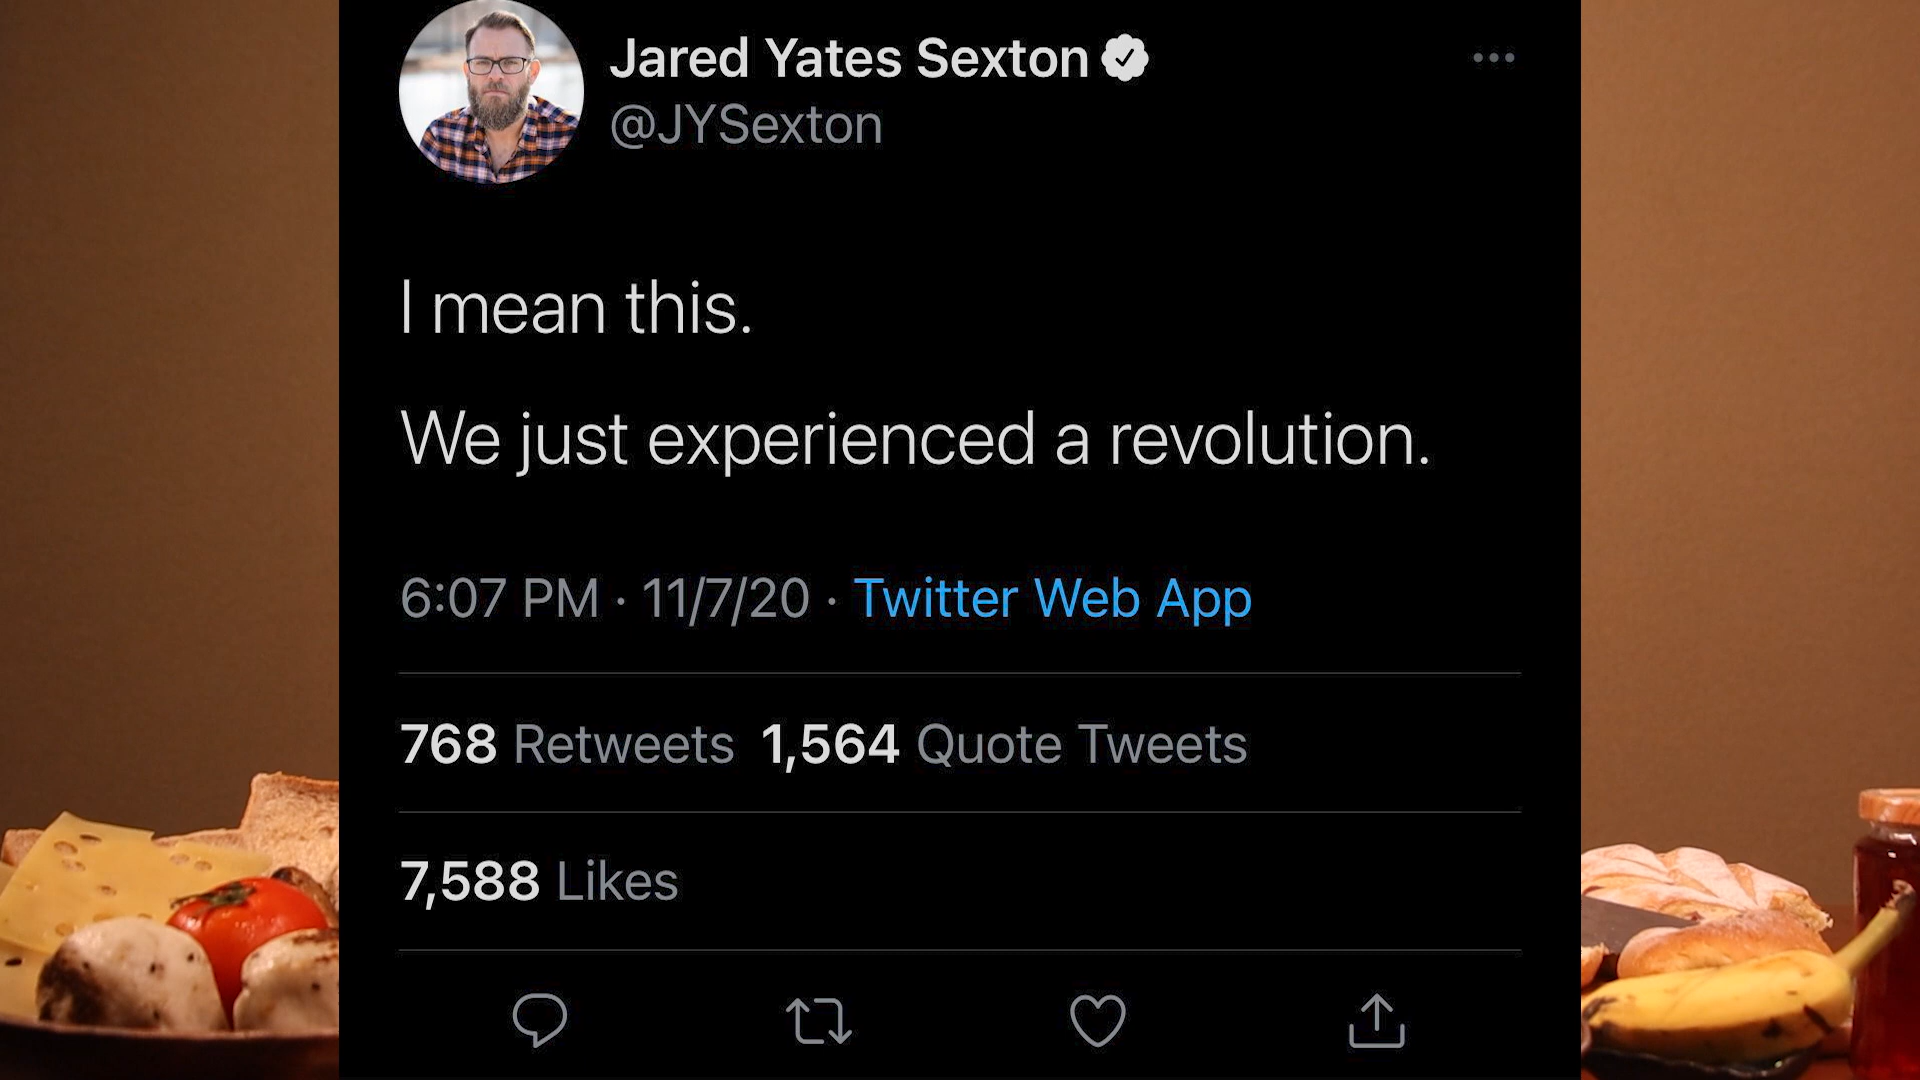 Jared Yates Sexton
@JYSexton
I mean this.
We just experienced a revolution.
6:07 PM · 11/7/20 · Twitter Web App
768 Retweets 1,564 Quote Tweets
7,588 Likes